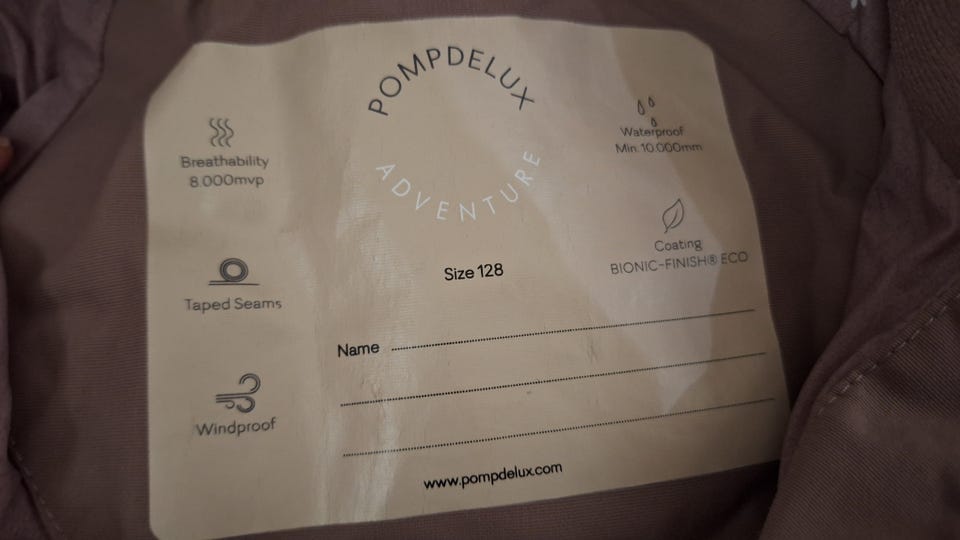 POMPDELUX
ADVENTURE
Breathability
8.000mvp
Taped Seams
Windproof
Waterproof
Min.10.000mm
Coating
BIONIC-FINISH® ECO
Size 128
Name
www.pompdelux.com